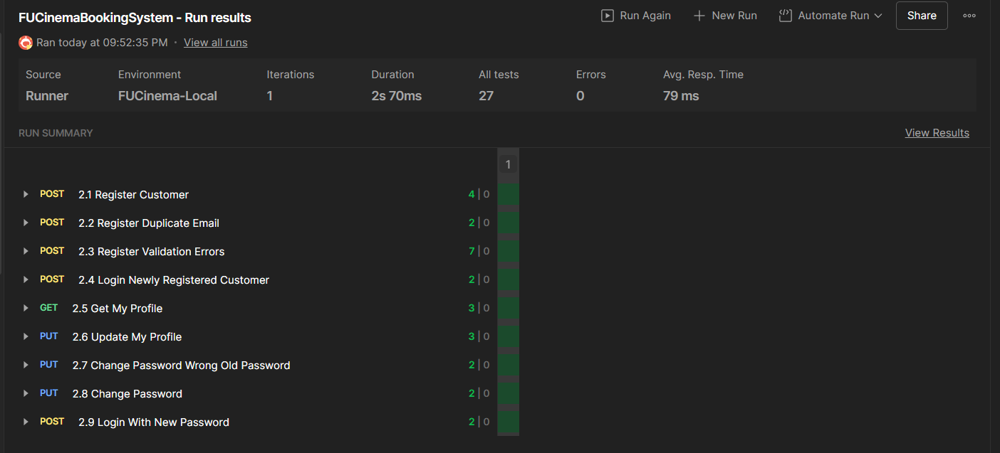 FUCinemaBookingSystem - Run results
Run Again
New Run
Automate Run
Share
Ran today at 09:52:35 PM · View all runs
Source Environment Iterations Duration All tests Errors Avg. Resp. Time
Runner FUCinema-Local 1 2s 70ms 27 0 79 ms
RUN SUMMARY View Results
1
POST 2.1 Register Customer 4 | 0
POST 2.2 Register Duplicate Email 2 | 0
POST 2.3 Register Validation Errors 7 | 0
POST 2.4 Login Newly Registered Customer 2 | 0
GET 2.5 Get My Profile 3 | 0
PUT 2.6 Update My Profile 3 | 0
PUT 2.7 Change Password Wrong Old Password 2 | 0
PUT 2.8 Change Password 2 | 0
POST 2.9 Login With New Password 2 | 0